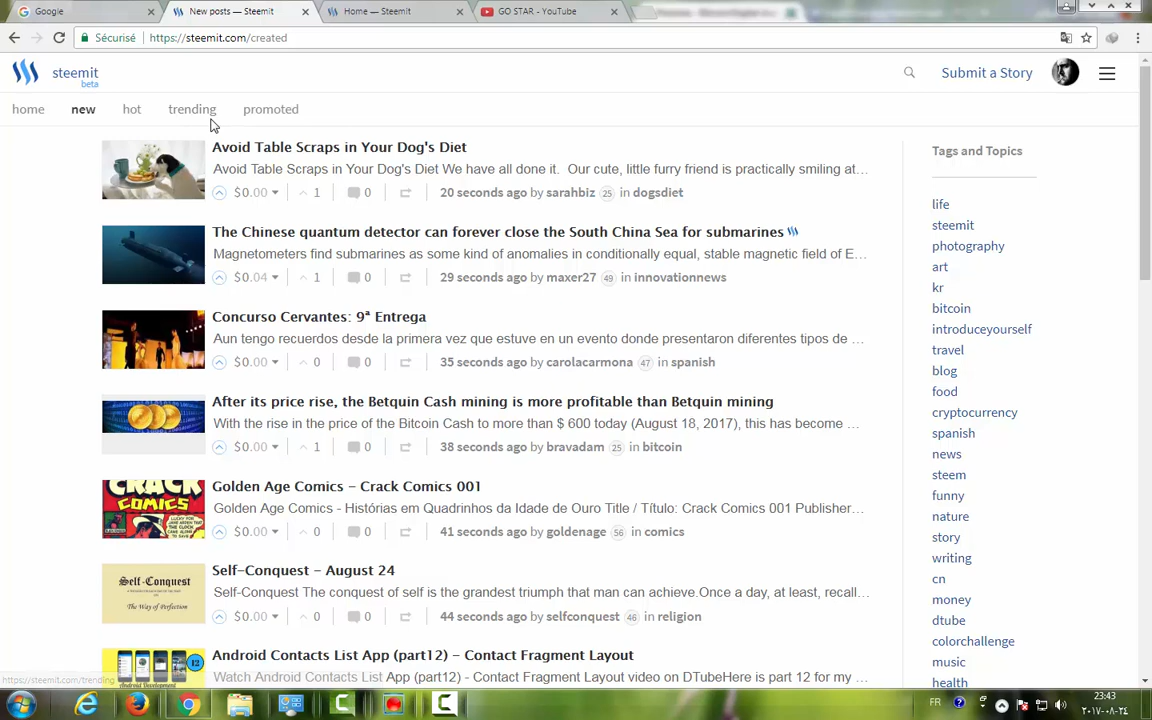 Google
New posts — Steemit
Home — Steemit
GO STAR - YouTube
Sécurisé
https://steemit.com/created
steemit
beta
Submit a Story
home
new
hot
trending
promoted
Avoid Table Scraps in Your Dog's Diet
Avoid Table Scraps in Your Dog's Diet We have all done it. Our cute, little furry friend is practically smiling at...
$0.00 1 0 20 seconds ago by sarahbiz 25 in dogsdiet
The Chinese quantum detector can forever close the South China Sea for submarines
Magnetometers find submarines as some kind of anomalies in conditionally equal, stable magnetic field of E...
$0.04 1 0 29 seconds ago by maxer27 49 in innovationnews
Concurso Cervantes: 9ª Entrega
Aun tengo recuerdos desde la primera vez que estuve en un evento donde presentaron diferentes tipos de ...
$0.00 0 0 35 seconds ago by carolacarmona 47 in spanish
After its price rise, the Betquin Cash mining is more profitable than Betquin mining
With the rise in the price of the Bitcoin Cash to more than $ 600 today (August 18, 2017), this has become ...
$0.00 1 0 38 seconds ago by bravadam 25 in bitcoin
CRACK
COMICS
Golden Age Comics – Crack Comics 001
Golden Age Comics - Histórias em Quadrinhos da Idade de Ouro Title / Título: Crack Comics 001 Publisher...
$0.00 0 0 41 seconds ago by goldenage 56 in comics
Self-Conquest
The Way of Perfection
Self-Conquest – August 24
Self-Conquest The conquest of self is the grandest triumph that man can achieve.Once a day, at least, recall...
$0.00 0 0 44 seconds ago by selfconquest 46 in religion
12
Android Development
Android Contacts List App (part12) – Contact Fragment Layout
Watch Android Contacts List App (part12) - Contact Fragment Layout video on DTubeHere is part 12 for my ...
Tags and Topics
life
steemit
photography
art
kr
bitcoin
introduceyourself
travel
blog
food
cryptocurrency
spanish
news
steem
funny
nature
story
writing
cn
money
dtube
colorchallenge
music
health
https://steemit.com/trending
FR
23:43
٢٠١٧-٠٨-٢٤